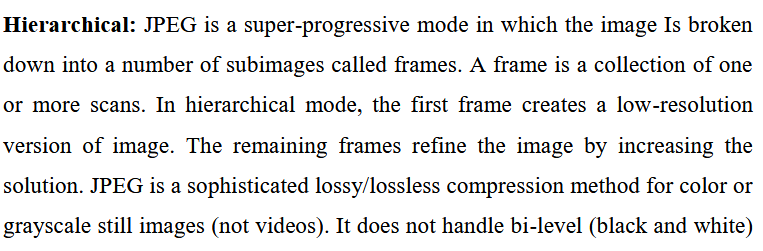 Hierarchical: JPEG is a super-progressive mode in which the image Is broken
down into a number of subimages called frames. A frame is a collection of one
or more scans. In hierarchical mode, the first frame creates a low-resolution
version of image. The remaining frames refine the image by increasing the
solution. JPEG is a sophisticated lossy/lossless compression method for color or
grayscale still images (not videos). It does not handle bi-level (black and white)